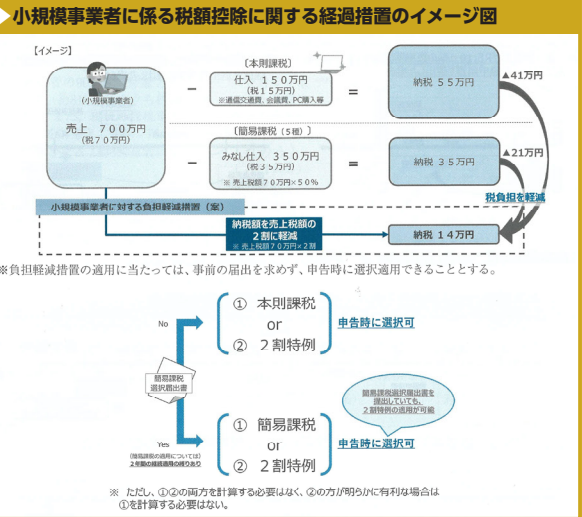 小規模事業者に係る税額控除に関する経過措置のイメージ図
【イメージ】
(小規模事業者)
売上 700万円
(税70万円)
〔本則課税〕
仕入 150万円
(税15万円)
※通信交通費、会議費、PC購入等
－
＝
納税 55万円
▲41万円
〔簡易課税（5種）〕
みなし仕入 350万円
(税35万円)
※ 売上税額70万円×50%
－
＝
納税 35万円
▲21万円
税負担を軽減
小規模事業者に対する負担軽減措置（案）
納税額を売上税額の
2割に軽減
※ 売上税額70万円×2割
納税 14万円
※負担軽減措置の適用に当たっては、事前の届出を求めず、申告時に選択適用できることとする。
No
① 本則課税
or
② 2割特例
申告時に選択可
簡易課税
選択届出書
簡易課税選択届出書を
提出していても、
2割特例の適用が可能
Yes
(簡易課税の適用については)
2年間の継続適用の縛りあり
① 簡易課税
or
② 2割特例
申告時に選択可
※ ただし、①②の両方を計算する必要はなく、②の方が明らかに有利な場合は
①を計算する必要はない。